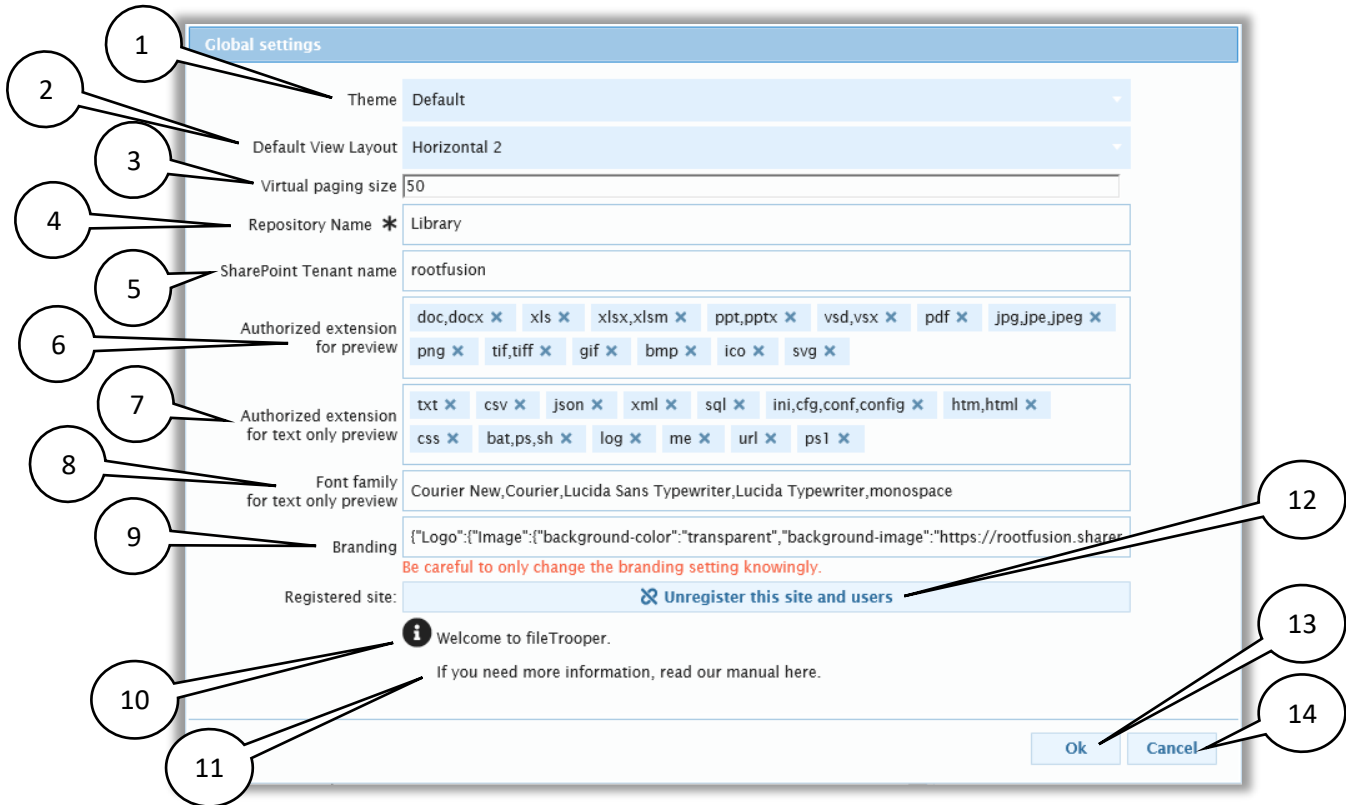 Global settings
1
Theme Default
2
Default View Layout Horizontal 2
3
Virtual paging size 50
4
Repository Name ✱ Library
5
SharePoint Tenant name rootfusion
6
Authorized extension
for preview
doc,docx × xls × xlsx,xlsm × ppt,pptx × vsd,vsx × pdf × jpg,jpe,jpeg ×
png × tif,tiff × gif × bmp × ico × svg ×
7
Authorized extension
for text only preview
txt × csv × json × xml × sql × ini,cfg,conf,config × htm,html ×
css × bat,ps,sh × log × me × url × ps1 ×
8
Font family
for text only preview
Courier New,Courier,Lucida Sans Typewriter,Lucida Typewriter,monospace
9
Branding {"Logo":{"Image":{"background-color":"transparent","background-image":"https://rootfusion.sharer
Be careful to only change the branding setting knowingly.
12
Registered site: Unregister this site and users
10
Welcome to fileTrooper.
11
If you need more information, read our manual here.
13
14
Ok Cancel